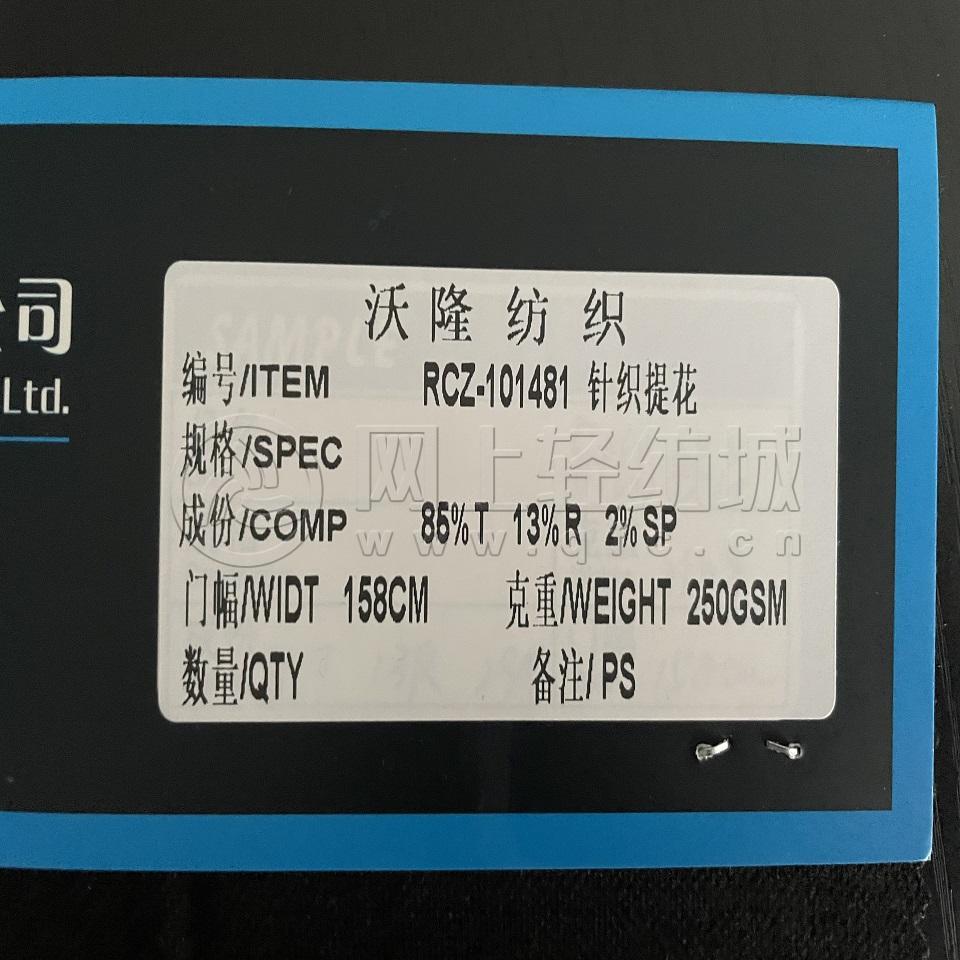 公司
Ltd.
SAMPLE
沃隆纺织
编号/ITEM RCZ-101481 针织提花
规格/SPEC
成份/COMP 85% T 13% R 2% SP
门幅/WIDT 158CM 克重/WEIGHT 250GSM
数量/QTY 备注/ PS
网上轻纺城
www.qfc.cn